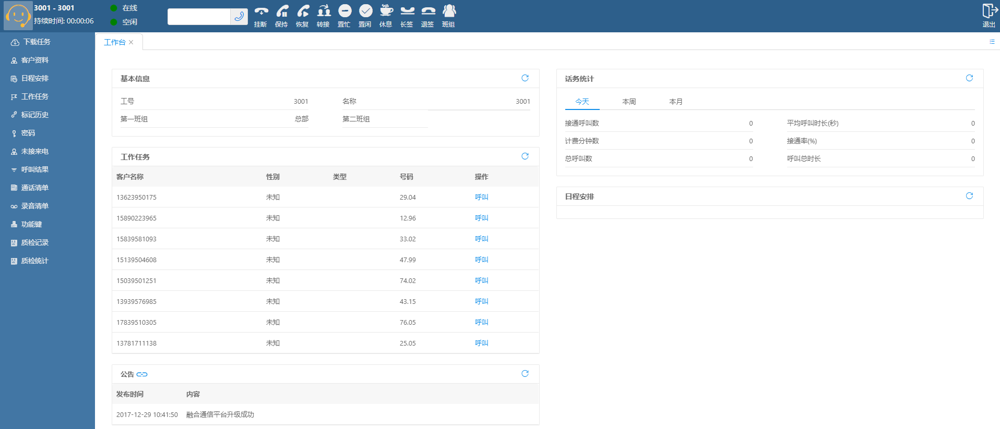 3001 - 3001
持续时间: 00:00:06
在线
空闲
挂断 保持 恢复 转接 置忙 置闲 休息 长签 退签 班组
退出
下载任务
客户资料
日程安排
工作任务
标记历史
密码
未接来电
呼叫结果
通话清单
录音清单
功能键
质检记录
质检统计
工作台
基本信息
工号 3001 名称 3001
第一班组 总部 第二班组
工作任务
客户名称 性别 类型 号码 操作
13623950175 未知 29.04 呼叫
15890223965 未知 12.96 呼叫
15839581093 未知 33.02 呼叫
15139504608 未知 47.99 呼叫
15039501251 未知 74.02 呼叫
13939576985 未知 43.15 呼叫
17839510305 未知 76.05 呼叫
13781711138 未知 25.05 呼叫
公告
发布时间 内容
2017-12-29 10:41:50 融合通信平台升级成功
话务统计
今天 本周 本月
接通呼叫数 0 平均呼叫时长(秒) 0
计费分钟数 0 接通率(%) 0
总呼叫数 0 呼叫总时长 0
日程安排